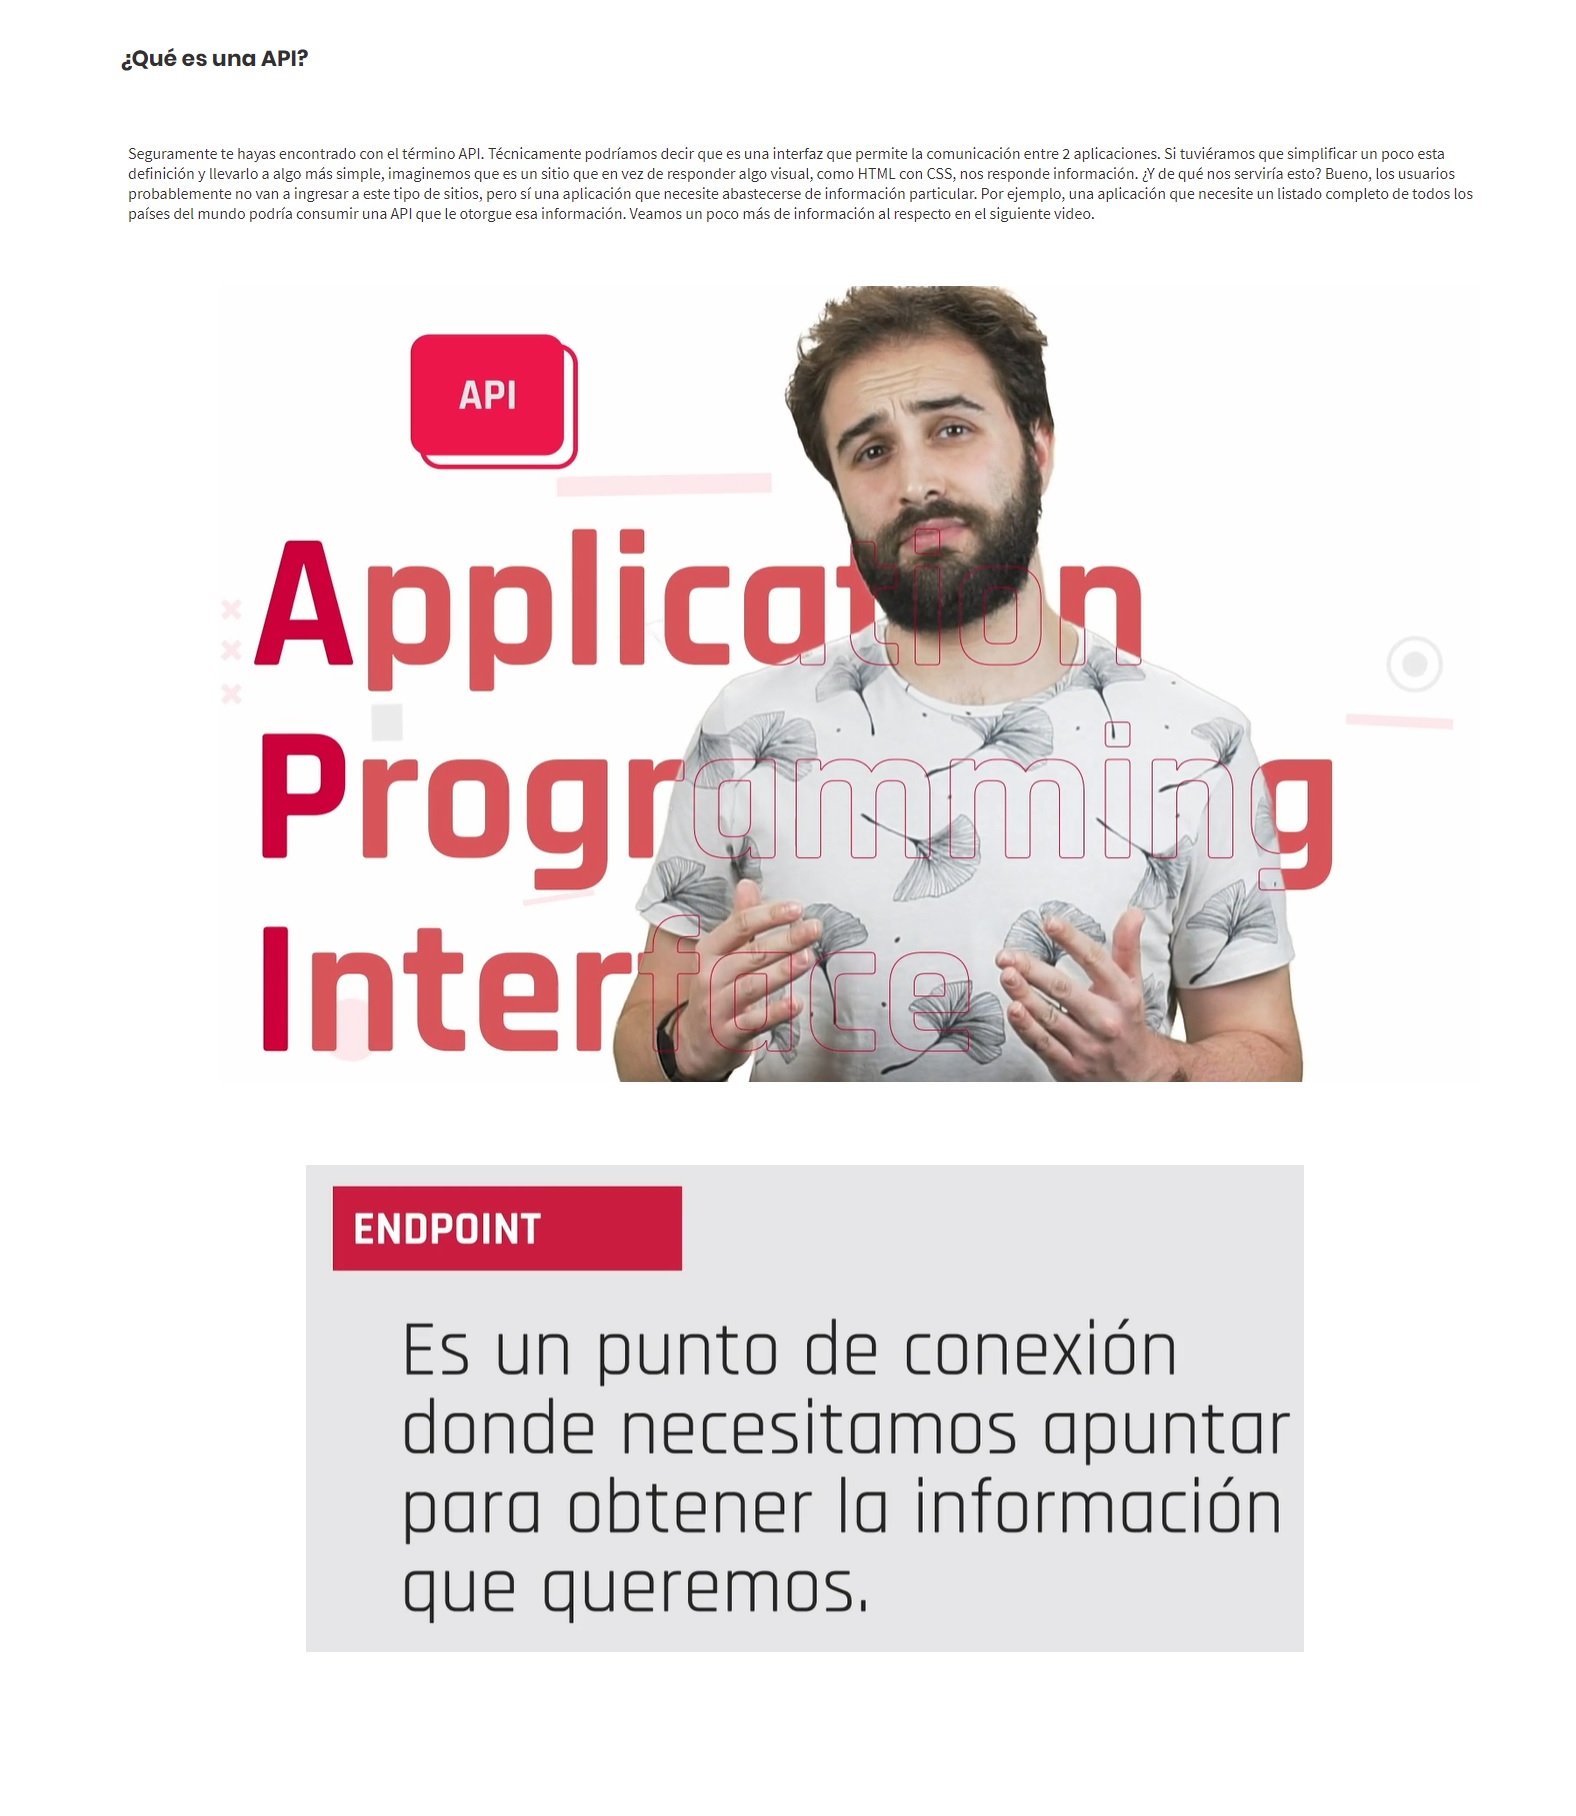 ¿Qué es una API?
Seguramente te hayas encontrado con el término API. Técnicamente podríamos decir que es una interfaz que permite la comunicación entre 2 aplicaciones. Si tuviéramos que simplificar un poco esta
definición y llevarlo a algo más simple, imaginemos que es un sitio que en vez de responder algo visual, como HTML con CSS, nos responde información. ¿Y de qué nos serviría esto? Bueno, los usuarios
probablemente no van a ingresar a este tipo de sitios, pero sí una aplicación que necesite abastecerse de información particular. Por ejemplo, una aplicación que necesite un listado completo de todos los
países del mundo podría consumir una API que le otorgue esa información. Veamos un poco más de información al respecto en el siguiente video.
API
Application
Programming
Interface
ENDPOINT
Es un punto de conexión
donde necesitamos apuntar
para obtener la información
que queremos.